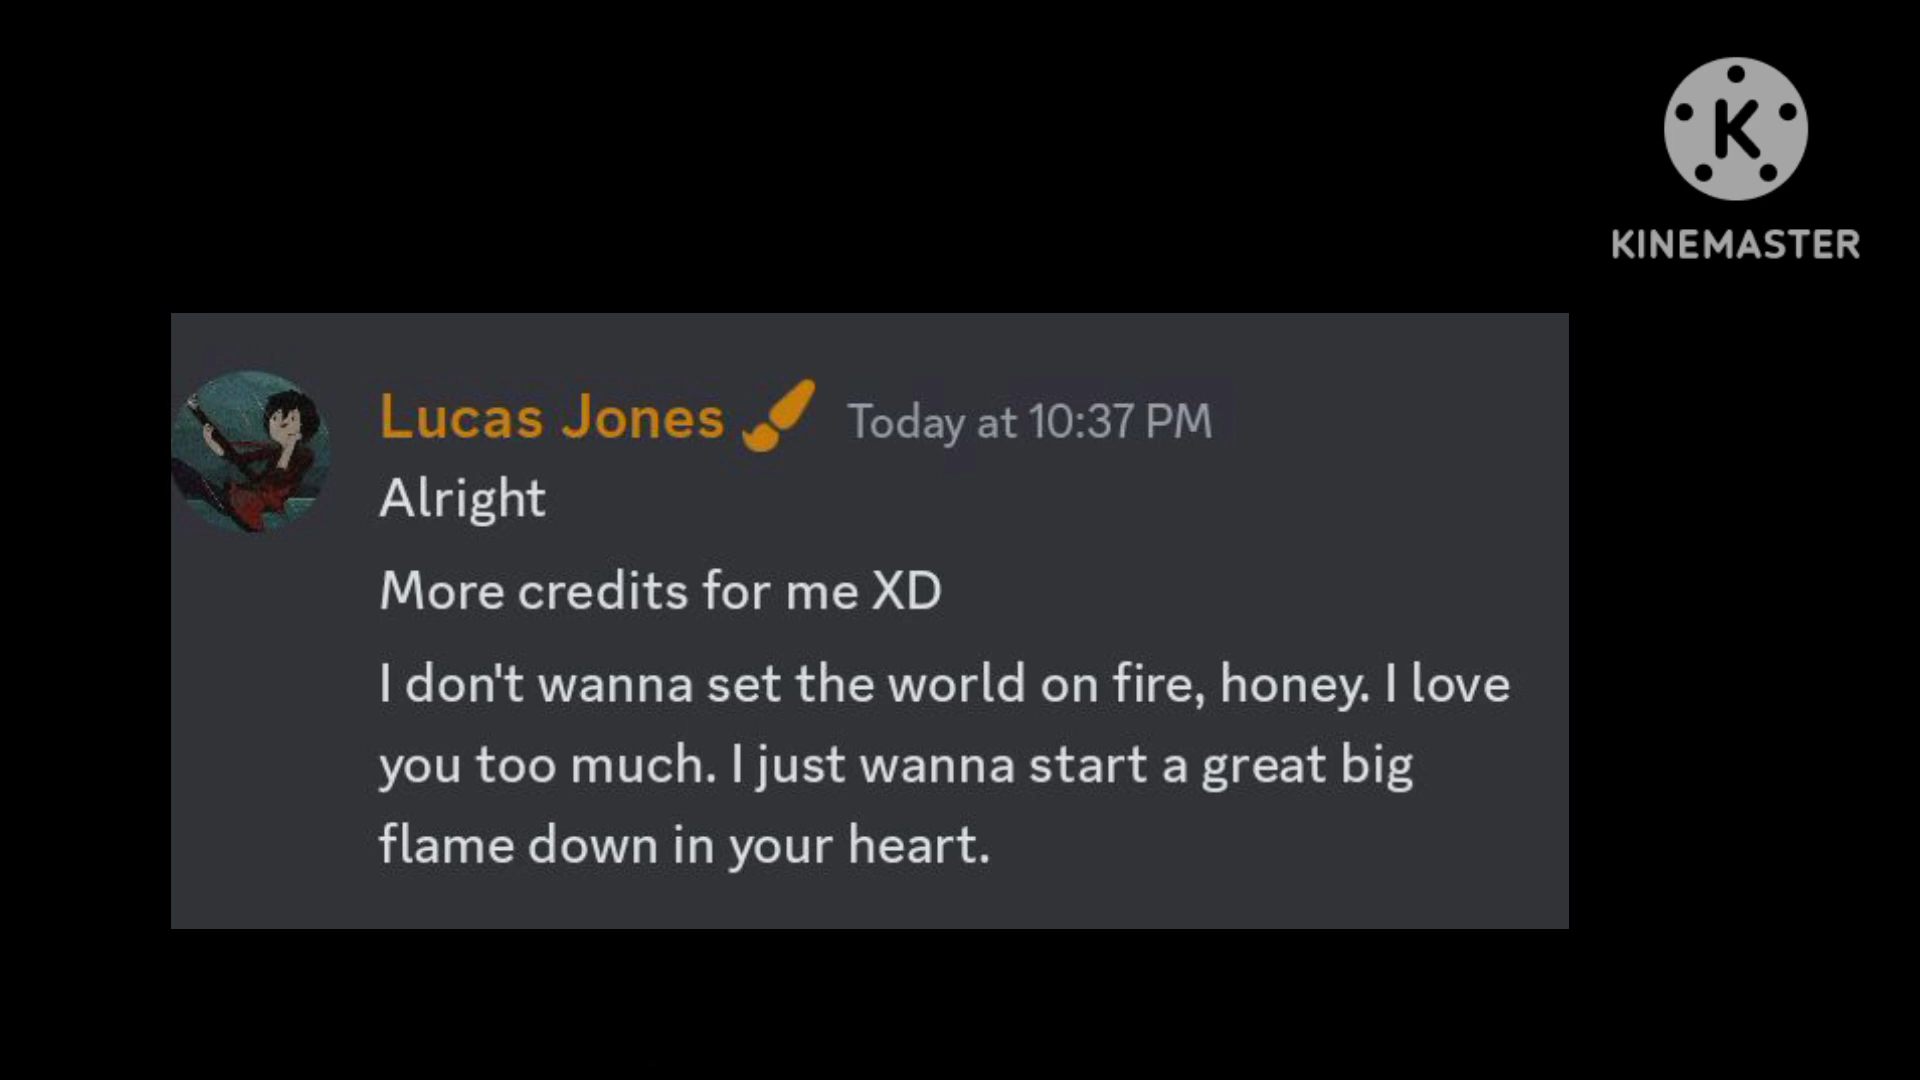 K
KINEMASTER
Lucas Jones Today at 10:37 PM
Alright
More credits for me XD
I don't wanna set the world on fire, honey. I love
you too much. I just wanna start a great big
flame down in your heart.